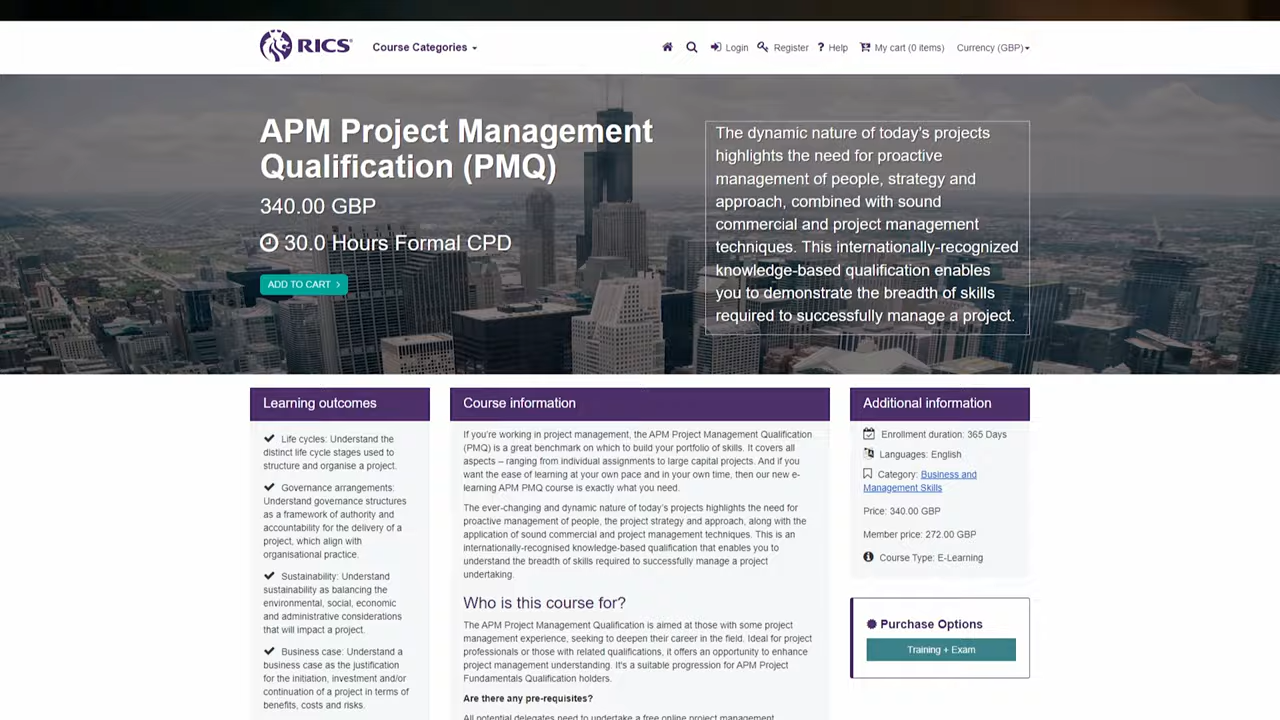 RICS
Course Categories
Login
Register
Help
My cart (0 items)
Currency (GBP)
APM Project Management
Qualification (PMQ)
340.00 GBP
30.0 Hours Formal CPD
ADD TO CART
The dynamic nature of today's projects
highlights the need for proactive
management of people, strategy and
approach, combined with sound
commercial and project management
techniques. This internationally-recognized
knowledge-based qualification enables
you to demonstrate the breadth of skills
required to successfully manage a project.
Learning outcomes
Life cycles: Understand the
distinct life cycle stages used to
structure and organise a project.
Governance arrangements:
Understand governance structures
as a framework of authority and
accountability for the delivery of a
project, which align with
organisational practice.
Sustainability: Understand
sustainability as balancing the
environmental, social, economic
and administrative considerations
that will impact a project.
Business case: Understand a
business case as the justification
for the initiation, investment and/or
continuation of a project in terms of
benefits, costs and risks.
Course information
If you're working in project management, the APM Project Management Qualification
(PMQ) is a great benchmark on which to build your portfolio of skills. It covers all
aspects – ranging from individual assignments to large capital projects. And if you
want the ease of learning at your own pace and in your own time, then our new e-
learning APM PMQ course is exactly what you need.
The ever-changing and dynamic nature of today's projects highlights the need for
proactive management of people, the project strategy and approach, along with the
application of sound commercial and project management techniques. This is an
internationally-recognised knowledge-based qualification that enables you to
understand the breadth of skills required to successfully manage a project
undertaking.
Who is this course for?
The APM Project Management Qualification is aimed at those with some project
management experience, seeking to deepen their career in the field. Ideal for project
professionals or those with related qualifications, it offers an opportunity to enhance
project management understanding. It's a suitable progression for APM Project
Fundamentals Qualification holders.
Are there any pre-requisites?
All potential delegates need to undertake a free online project management
Additional information
Enrollment duration: 365 Days
Languages: English
Category: Business and
Management Skills
Price: 340.00 GBP
Member price: 272.00 GBP
Course Type: E-Learning
Purchase Options
Training + Exam